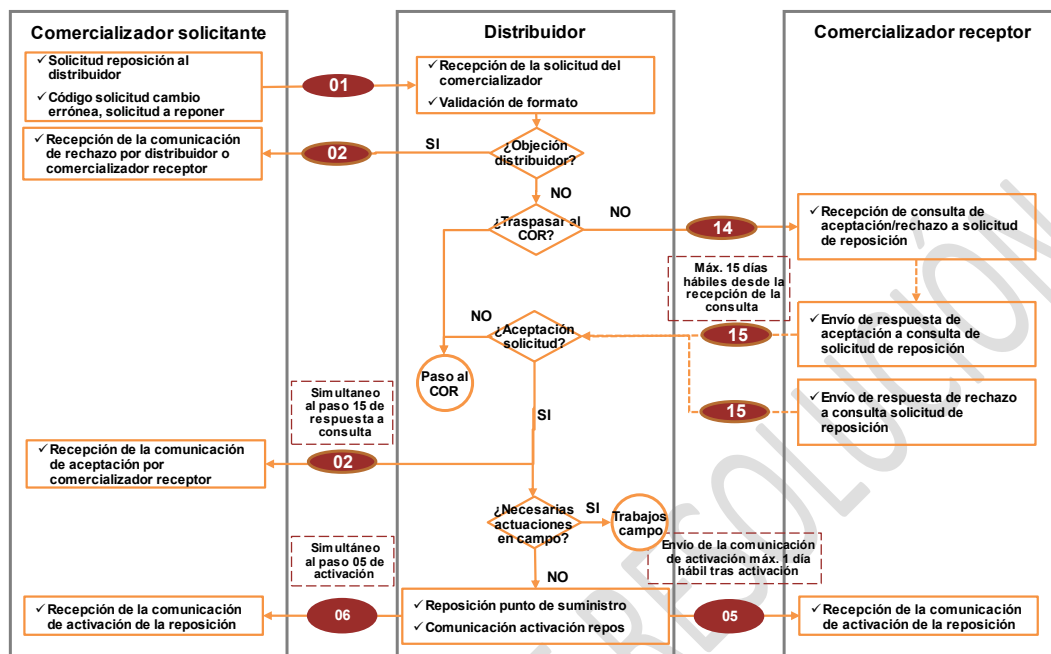 Comercializador solicitante
Distribuidor
Comercializador receptor
✓Solicitud reposición al
distribuidor
✓Código solicitud cambio
errónea, solicitud a reponer
01
✓Recepción de la solicitud del
comercializador
✓Validación de formato
✓Recepción de la comunicación
de rechazo por distribuidor o
comercializador receptor
02
SI
¿Objeción
distribuidor?
NO
¿Traspasar al
COR?
NO
14
✓Recepción de consulta de
aceptación/rechazo a solicitud
de reposición
Máx. 15 días
hábiles desde la
recepción de la
consulta
NO
¿Aceptación
solicitud?
15
✓Envío de respuesta de
aceptación a consulta de
solicitud de reposición
Paso al
COR
Simultaneo
al paso 15 de
respuesta a
consulta
SI
15
✓Envío de respuesta de rechazo
a consulta solicitud de
reposición
✓Recepción de la comunicación
de aceptación por
comercializador receptor
02
¿Necesarias
actuaciones
en campo?
SI
Trabajos
campo
Simultáneo
al paso 05 de
activación
Envío de la comunicación
de activación máx. 1 día
hábil tras activación
NO
✓Recepción de la comunicación
de activación de la reposición
06
✓Reposición punto de suministro
✓Comunicación activación repos
05
✓Recepción de la comunicación
de activación de la reposición
RESOLUCIÓN